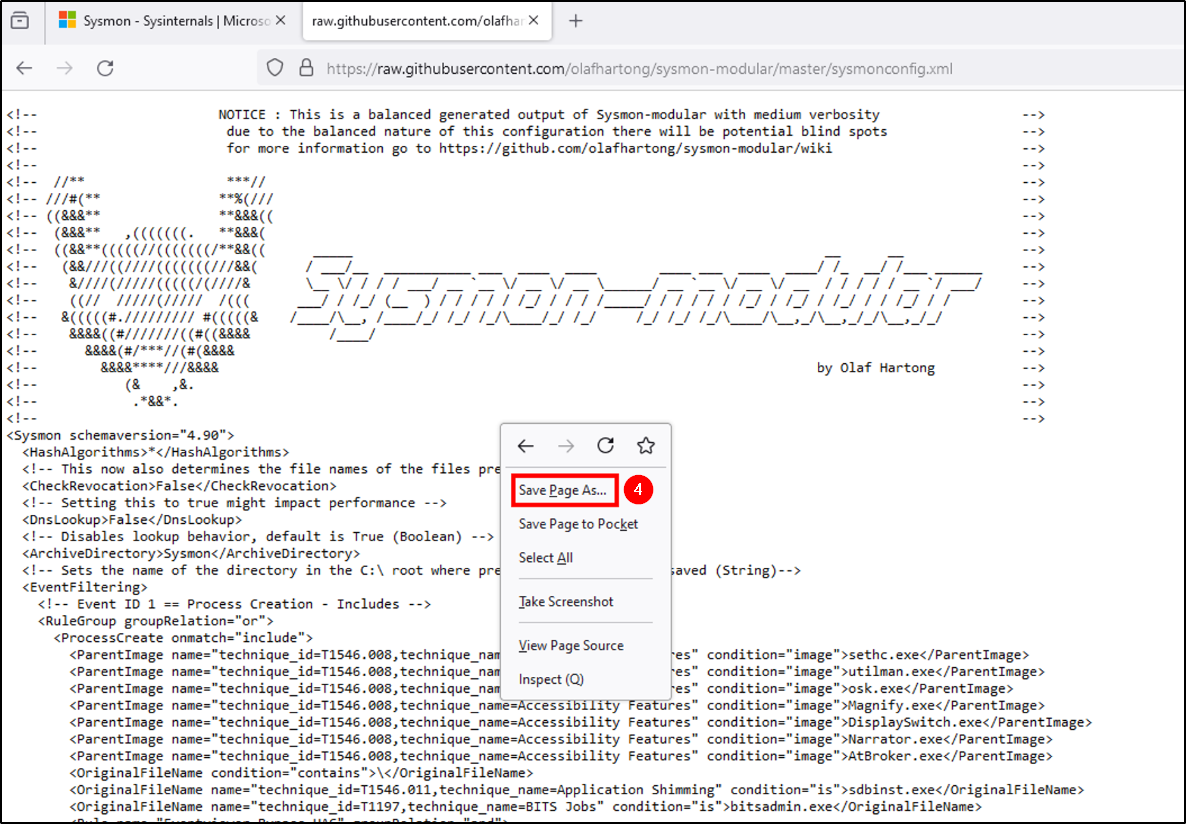 Sysmon - Sysinternals | Microso
raw.githubusercontent.com/olafhar
https://raw.githubusercontent.com/olafhartong/sysmon-modular/master/sysmonconfig.xml
<!--                       NOTICE : This is a balanced generated output of Sysmon-modular with medium verbosity                  -->
<!--                        due to the balanced nature of this configuration there will be potential blind spots                 -->
<!--                        for more information go to https://github.com/olafhartong/sysmon-modular/wiki                        -->
<!--                                                                                                                             -->
<!--  //**                  ***//                                                                                                -->
<!-- ///#(**               **%(///                                                                                               -->
<!-- ((&&&**               **&&&((                                                                                               -->
<!--  (&&&**   ,(((((((.   **&&&(                                                                                                -->
<!--  ((&&**(((((//(((((((/**&&((                                                                                                -->
<!--   (&&///((////(((((((///&&(                                                                                                 -->
<!--    &////(/////(((((/(////&                                                                                                  -->
<!--    ((//  /////(/////  /(((                                                                                                  -->
<!--   &(((((#.///////// #(((((&                                                                                                 -->
<!--    &&&&((#///////((#((&&&&                                                                                                  -->
<!--      &&&&(#/***//(#(&&&&                                                                                                    -->
<!--        &&&&****///&&&&                                                                            by Olaf Hartong           -->
<!--           (&    ,&.                                                                                                         -->
<!--            .*&&*.                                                                                                           -->
<!--                                                                                                                             -->
Sysmon-modular
<Sysmon schemaversion="4.90">
<HashAlgorithms>*</HashAlgorithms>
<!-- This now also determines the file names of the files pre
<CheckRevocation>False</CheckRevocation>
<!-- Setting this to true might impact performance -->
<DnsLookup>False</DnsLookup>
<!-- Disables lookup behavior, default is True (Boolean) -->
<ArchiveDirectory>Sysmon</ArchiveDirectory>
<!-- Sets the name of the directory in the C:\ root where pre saved (String)-->
<EventFiltering>
<!-- Event ID 1 == Process Creation - Includes -->
<RuleGroup groupRelation="or">
<ProcessCreate onmatch="include">
<ParentImage name="technique_id=T1546.008,technique_na res" condition="image">sethc.exe</ParentImage>
<ParentImage name="technique_id=T1546.008,technique_na res" condition="image">utilman.exe</ParentImage>
<ParentImage name="technique_id=T1546.008,technique_na res" condition="image">osk.exe</ParentImage>
<ParentImage name="technique_id=T1546.008,technique_name=Accessibility Features" condition="image">Magnify.exe</ParentImage>
<ParentImage name="technique_id=T1546.008,technique_name=Accessibility Features" condition="image">DisplaySwitch.exe</ParentImage>
<ParentImage name="technique_id=T1546.008,technique_name=Accessibility Features" condition="image">Narrator.exe</ParentImage>
<ParentImage name="technique_id=T1546.008,technique_name=Accessibility Features" condition="image">AtBroker.exe</ParentImage>
<OriginalFileName condition="contains">\</OriginalFileName>
<OriginalFileName name="technique_id=T1546.011,technique_name=Application Shimming" condition="is">sdbinst.exe</OriginalFileName>
<OriginalFileName name="technique_id=T1197,technique_name=BITS Jobs" condition="is">bitsadmin.exe</OriginalFileName>
Save Page As...
4
Save Page to Pocket
Select All
Take Screenshot
View Page Source
Inspect (Q)